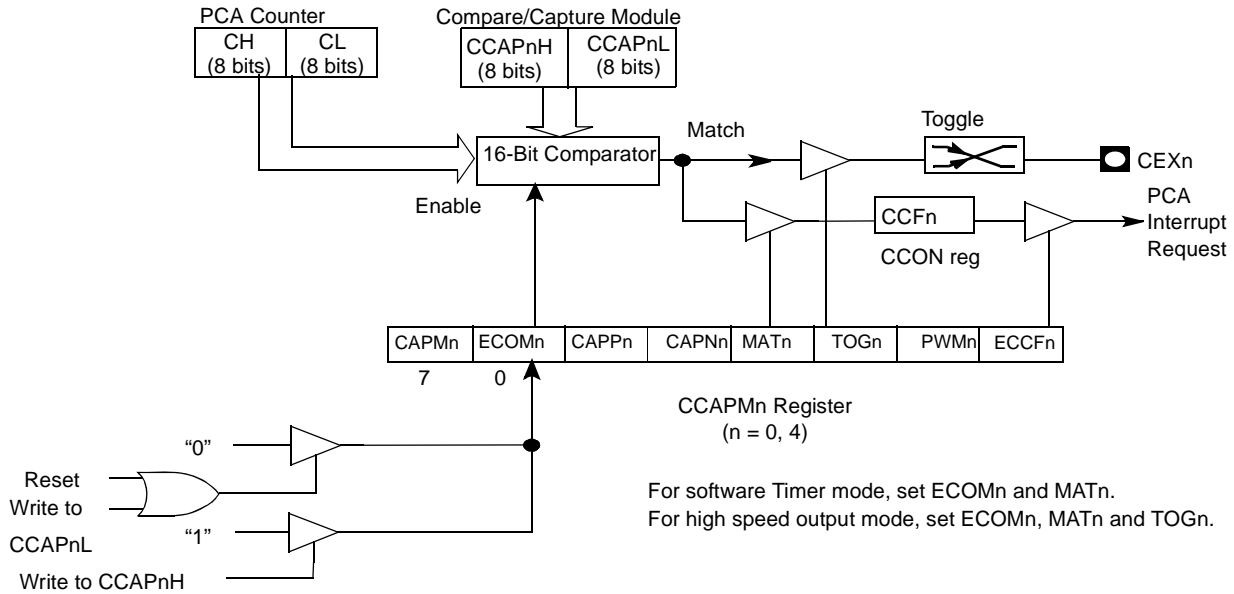 PCA Counter
CH
(8 bits)
CL
(8 bits)
Compare/Capture Module
CCAPnH
(8 bits)
CCAPnL
(8 bits)
16-Bit Comparator
Match
Toggle
CEXn
Enable
CCFn
CCON reg
PCA
Interrupt
Request
CAPMn
ECOMn
CAPPn
CAPNn
MATn
TOGn
PWMn
ECCFn
7
0
CCAPMn Register
(n = 0, 4)
“0”
Reset
Write to
CCAPnL
“1”
Write to CCAPnH
For software Timer mode, set ECOMn and MATn.
For high speed output mode, set ECOMn, MATn and TOGn.